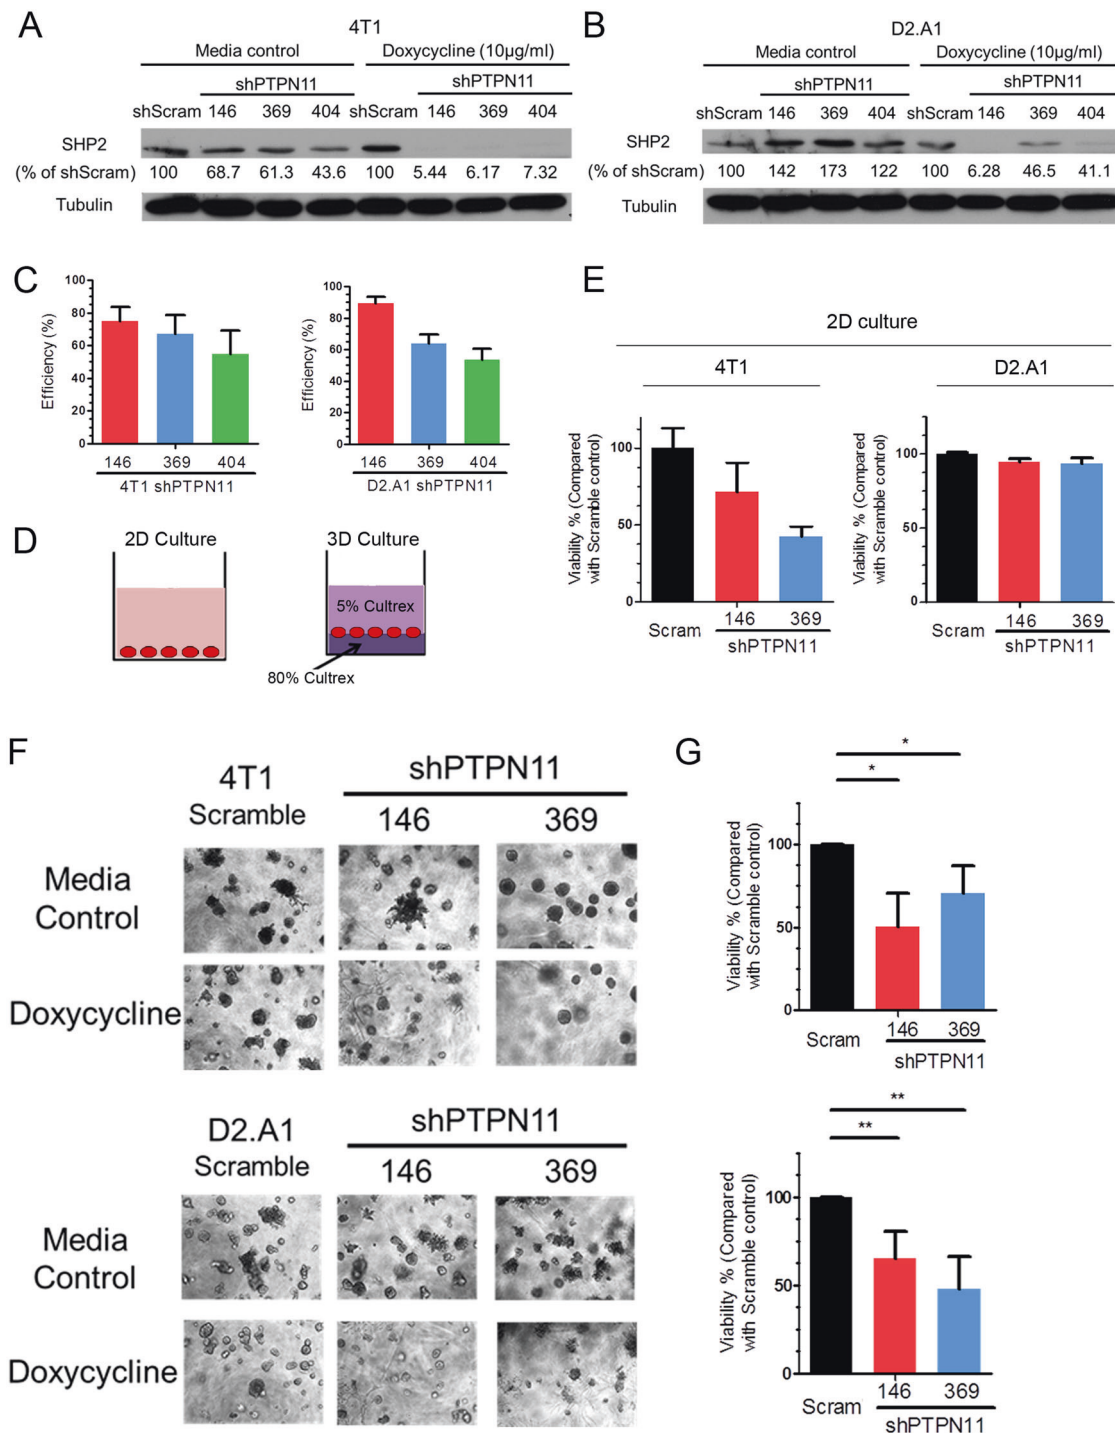 A
4T1
Media control
Doxycycline (10µg/ml)
shPTPN11
shPTPN11
shScram 146 369 404 shScram 146 369 404
SHP2
(% of shScram) 100 68.7 61.3 43.6 100 5.44 6.17 7.32
Tubulin
B
D2.A1
Media control
Doxycycline (10µg/ml)
shPTPN11
shPTPN11
shScram 146 369 404 shScram 146 369 404
SHP2
(% of shScram) 100 142 173 122 100 6.28 46.5 41.1
Tubulin
C
Efficiency (%)
100
80
60
40
20
0
146 369 404
4T1 shPTPN11
Efficiency (%)
100
80
60
40
20
0
146 369 404
D2.A1 shPTPN11
D
2D Culture
3D Culture
5% Cultrex
80% Cultrex
E
2D culture
4T1
D2.A1
Viability % (Compared
with Scramble control)
100
50
0
Scram
146 369
shPTPN11
Viability % (Compared
with Scramble control)
100
50
0
Scram
146 369
shPTPN11
F
4T1
Scramble
shPTPN11
146 369
Media
Control
Doxycycline
D2.A1
Scramble
shPTPN11
146 369
Media
Control
Doxycycline
G
*
*
Viability % (Compared
with Scramble control)
100
50
0
Scram
146 369
shPTPN11
**
**
Viability % (Compared
with Scramble control)
100
50
0
Scram
146 369
shPTPN11